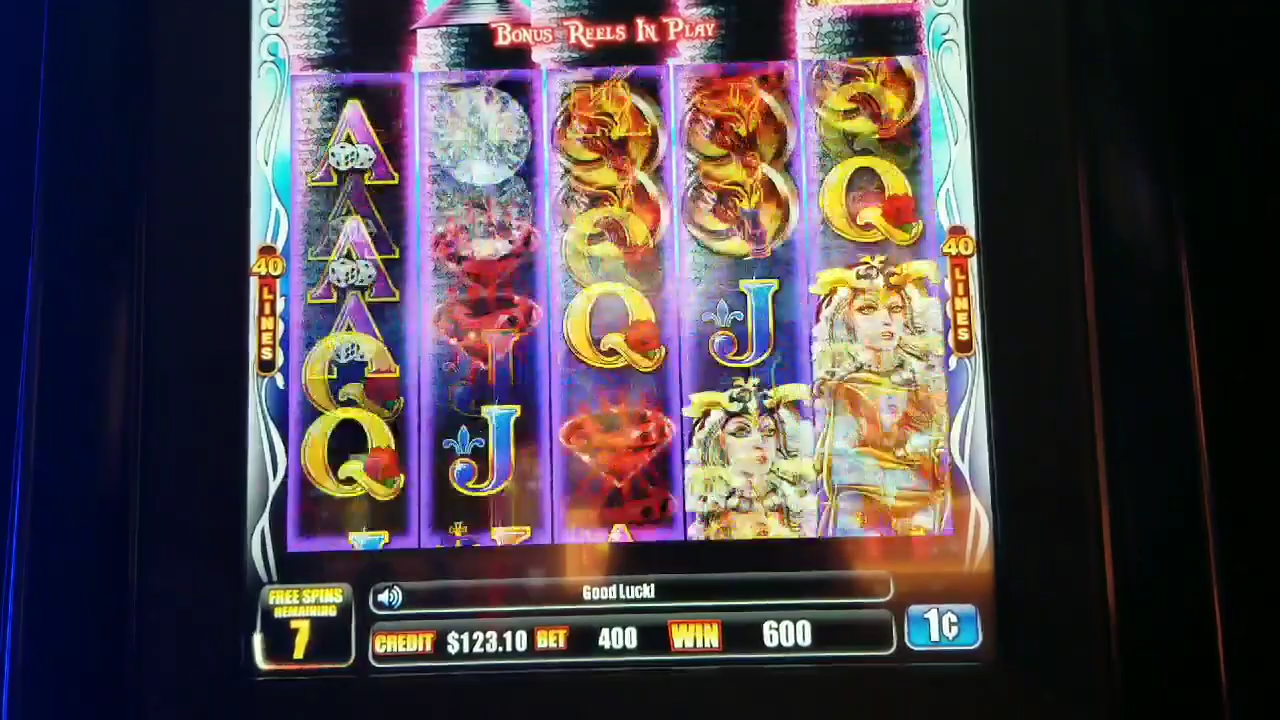 BONUS REELS IN PLAY
A
A
Q
Q
Q
J
Q
J
40
LINES
40
LINES
FREE SPINS
REMAINING
7
GOOD LUCK!
CREDIT $123.10 BET 400 WIN 600
1¢